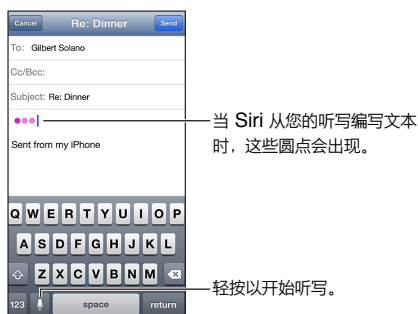 Cancel Re: Dinner Send
To: Gilbert Solano
Cc/Bcc:
Subject: Re: Dinner
当 Siri 从您的听写编写文本
时，这些圆点会出现。
Sent from my iPhone
Q W E R T Y U I O P
A S D F G H J K L
Z X C V B N M
轻按以开始听写。
123 space return